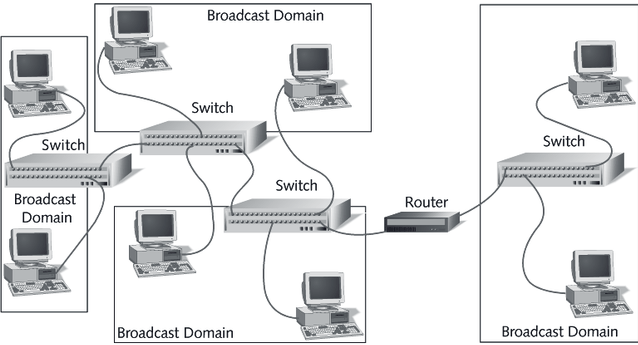 Broadcast Domain
Switch
Switch
Switch
Broadcast
Domain
Switch
Router
Broadcast Domain
Broadcast Domain